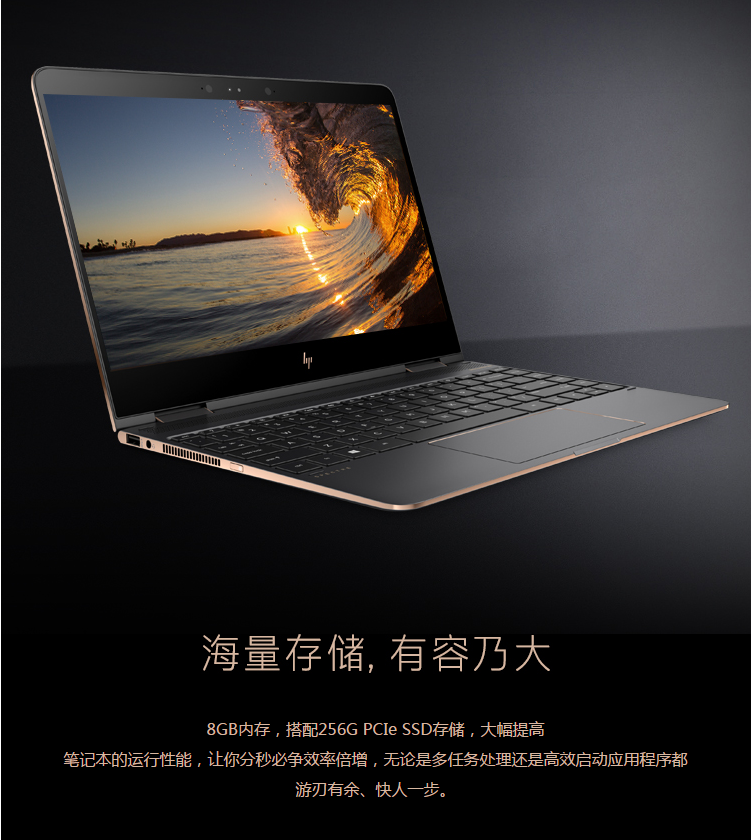 hp
海量存储, 有容乃大
8GB内存，搭配256G PCIe SSD存储，大幅提高
笔记本的运行性能，让你分秒必争效率倍增，无论是多任务处理还是高效启动应用程序都
游刃有余、快人一步。